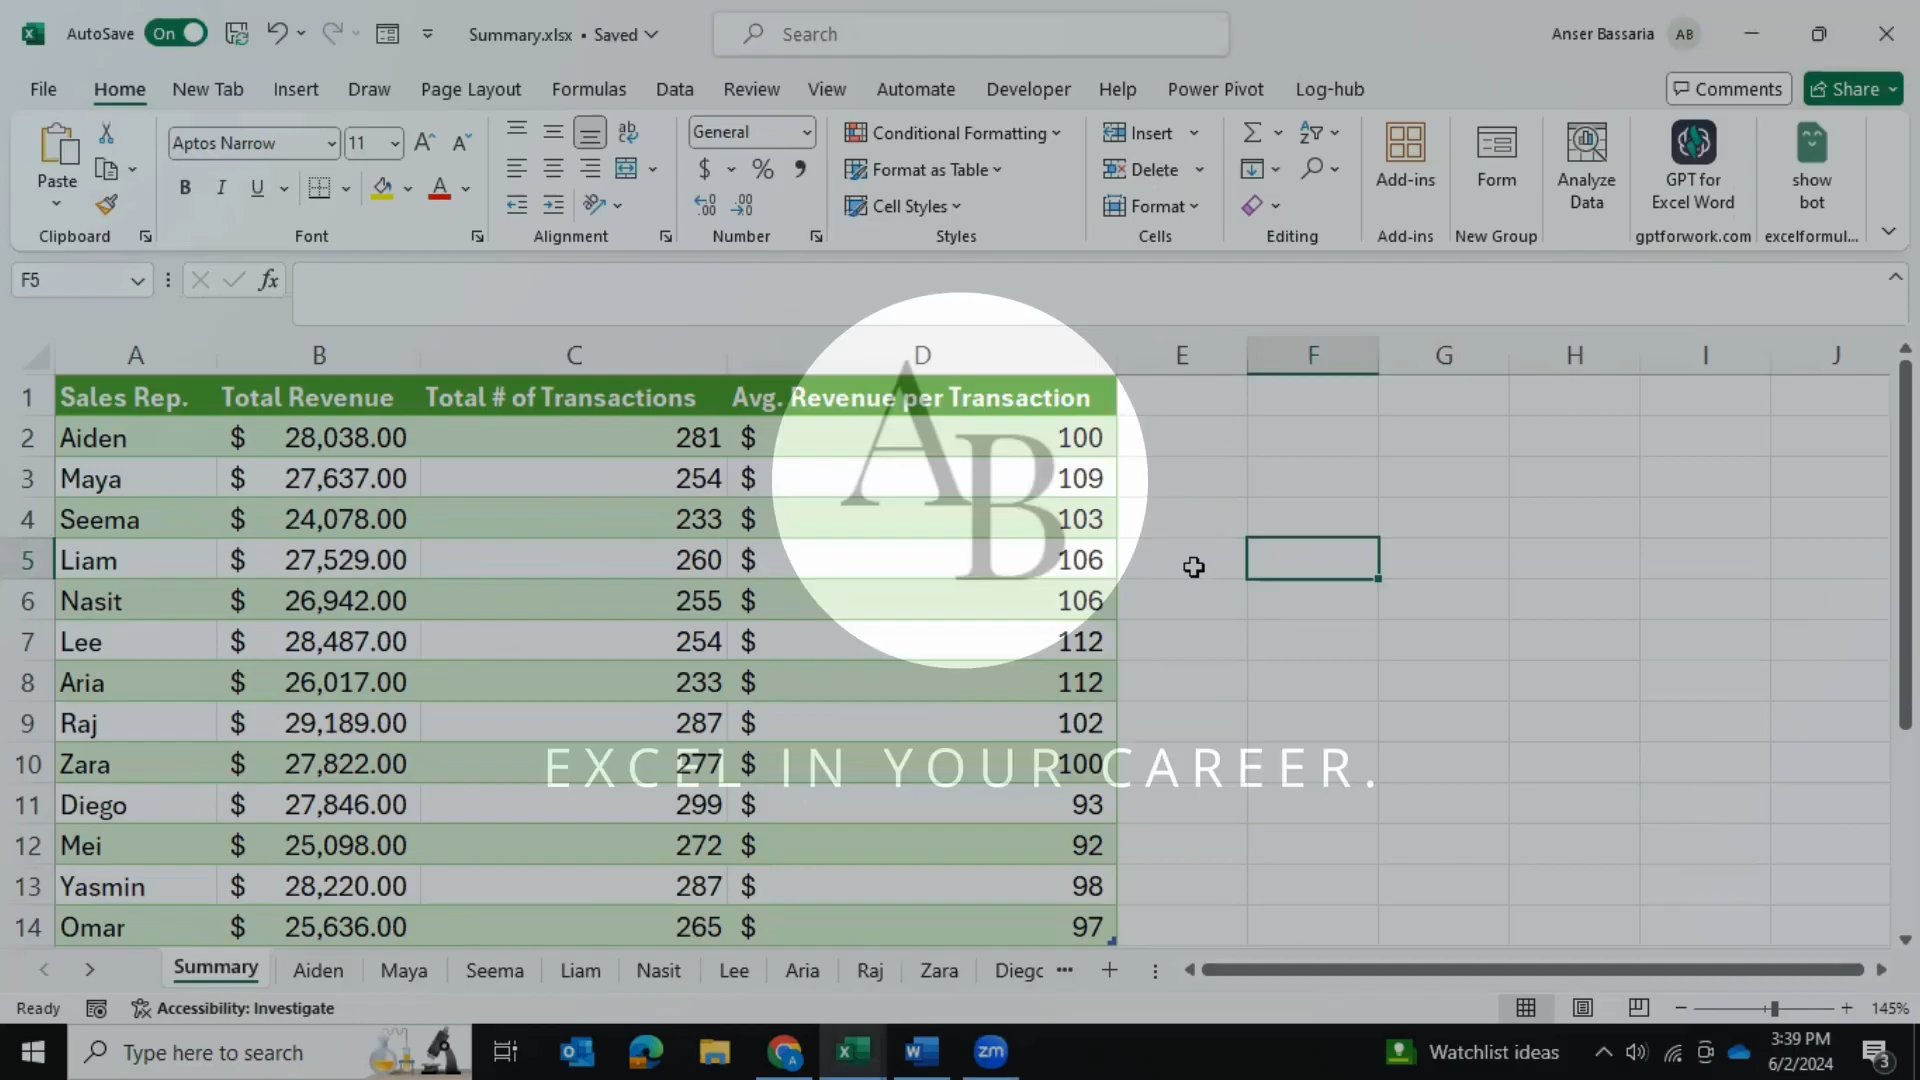 AutoSave On Summary.xlsx • Saved Search Anser Bassaria AB
File Home New Tab Insert Draw Page Layout Formulas Data Review View Automate Developer Help Power Pivot Log-hub Comments Share
Paste
Clipboard
Aptos Narrow 11
B I U A
Font
ab
Alignment
General
$ % ,
Number
Conditional Formatting
Format as Table
Cell Styles
Styles
Insert
Delete
Format
Cells
Editing
Add-ins
Add-ins
Form
New Group
Analyze
Data
GPT for
Excel Word
gptforwork.com
show
bot
excelformul...
F5 fx
A B C D E F G H I J
1 Sales Rep. Total Revenue Total # of Transactions Avg. Revenue per Transaction
2 Aiden $ 28,038.00 281 $ 100
3 Maya $ 27,637.00 254 $ 109
4 Seema $ 24,078.00 233 $ 103
5 Liam $ 27,529.00 260 $ 106
6 Nasit $ 26,942.00 255 $ 106
7 Lee $ 28,487.00 254 $ 112
8 Aria $ 26,017.00 233 $ 112
9 Raj $ 29,189.00 287 $ 102
10 Zara $ 27,822.00 277 $ 100
11 Diego $ 27,846.00 299 $ 93
12 Mei $ 25,098.00 272 $ 92
13 Yasmin $ 28,220.00 287 $ 98
14 Omar $ 25,636.00 265 $ 97
AB
EXCEL IN YOUR CAREER.
Summary Aiden Maya Seema Liam Nasit Lee Aria Raj Zara Diego ...
Ready Accessibility: Investigate 145%
Type here to search
zm
Watchlist ideas
3:39 PM
6/2/2024
3